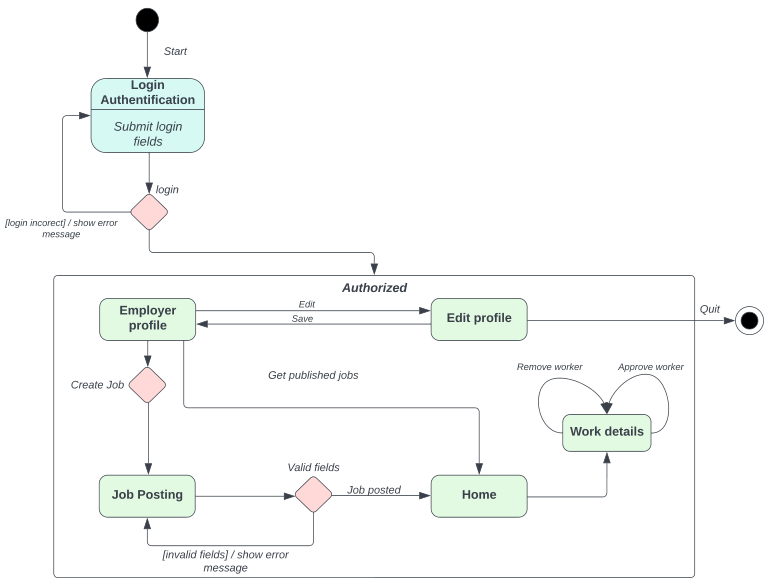 Start
Login
Authentification
Submit login
fields
login
[login incorect] / show error
message
Authorized
Employer
profile
Edit
Save
Edit profile
Quit
Create Job
Get published jobs
Remove worker
Approve worker
Work details
Job Posting
Valid fields
Job posted
Home
[invalid fields] / show error
message